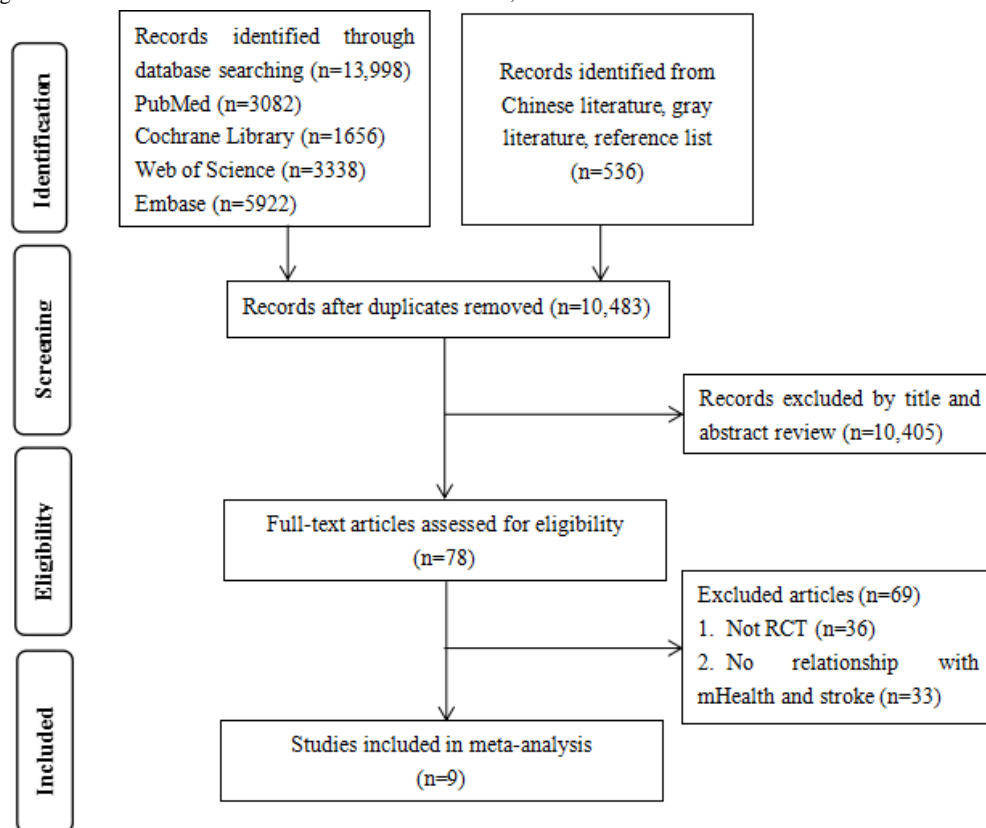 Identification
Records identified through
database searching (n=13,998)
PubMed (n=3082)
Cochrane Library (n=1656)
Web of Science (n=3338)
Embase (n=5922)
Records identified from
Chinese literature, gray
literature, reference list
(n=536)
Screening
Records after duplicates removed (n=10,483)
Records excluded by title and
abstract review (n=10,405)
Eligibility
Full-text articles assessed for eligibility
(n=78)
Excluded articles (n=69)
1. Not RCT (n=36)
2. No relationship with
mHealth and stroke (n=33)
Included
Studies included in meta-analysis
(n=9)